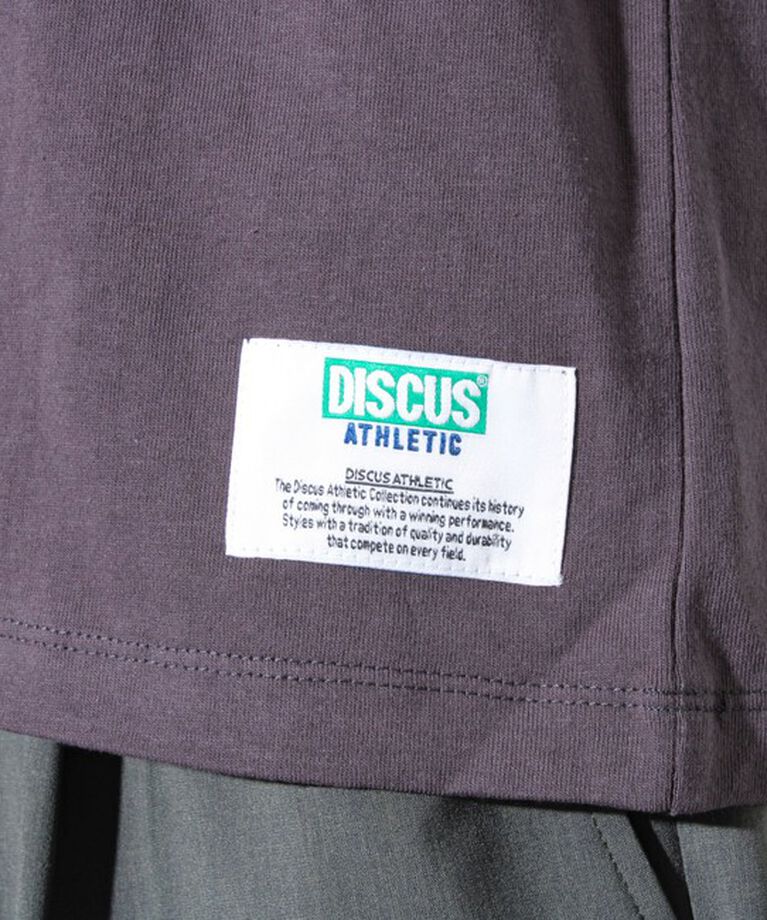 DISCUS®
ATHLETIC
DISCUS ATHLETIC
The Discus Athletic Collection continues its history
of coming through with a winning performance.
Styles with a tradition of quality and durability
that compete on every field.